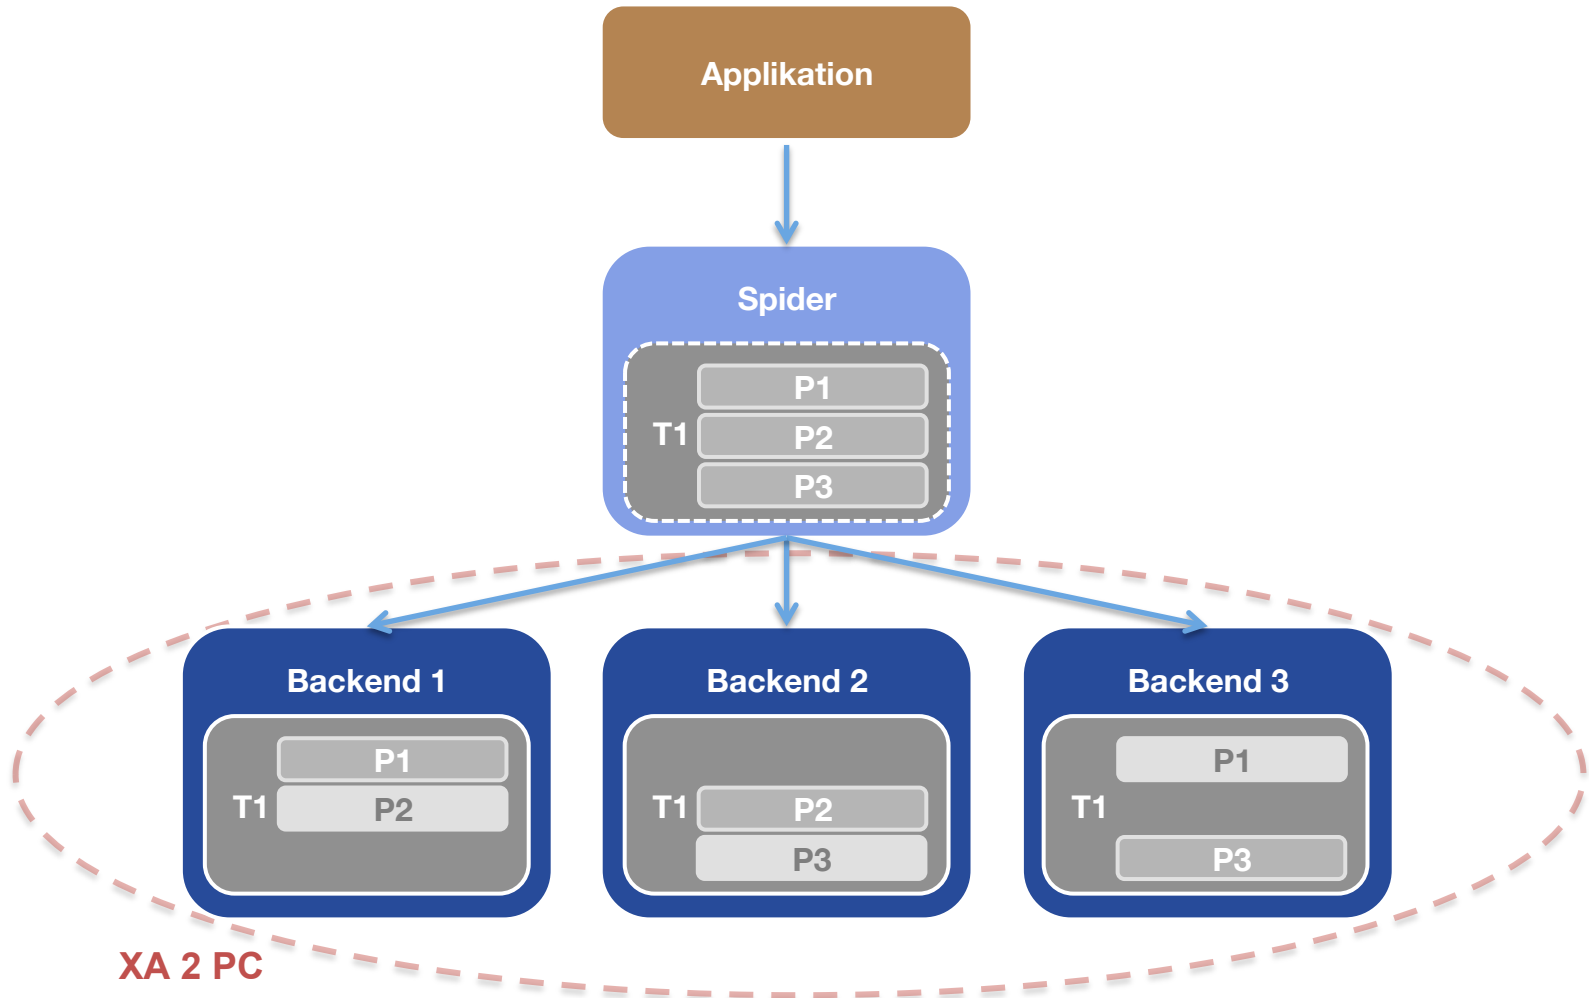 Applikation
Spider
P1
T1 P2
P3
Backend 1
P1
T1 P2
Backend 2
T1 P2
P3
Backend 3
P1
T1
P3
XA 2 PC